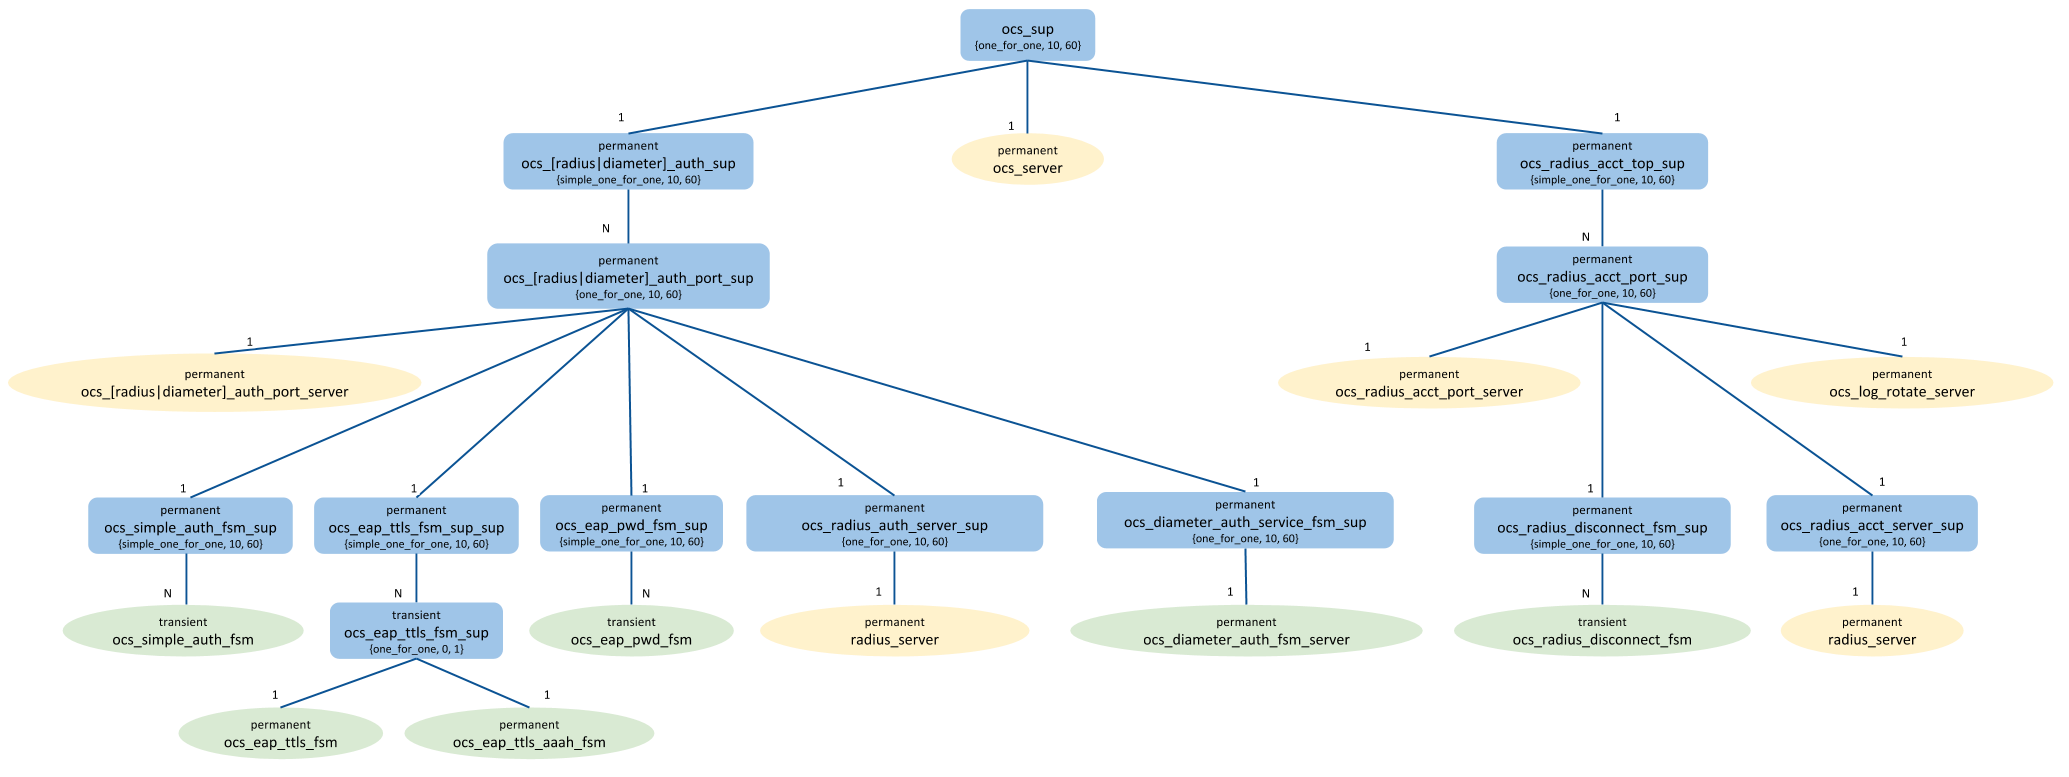 ocs_sup
{one_for_one, 10, 60}
1
1
1
permanent
ocs_[radius|diameter]_auth_sup
{simple_one_for_one, 10, 60}
permanent
ocs_server
permanent
ocs_radius_acct_top_sup
{simple_one_for_one, 10, 60}
N
N
permanent
ocs_[radius|diameter]_auth_port_sup
{one_for_one, 10, 60}
permanent
ocs_radius_acct_port_sup
{one_for_one, 10, 60}
1
1
1
permanent
ocs_[radius|diameter]_auth_port_server
permanent
ocs_radius_acct_port_server
permanent
ocs_log_rotate_server
1
1
1
1
1
1
1
permanent
ocs_simple_auth_fsm_sup
{simple_one_for_one, 10, 60}
permanent
ocs_eap_ttls_fsm_sup_sup
{simple_one_for_one, 10, 60}
permanent
ocs_eap_pwd_fsm_sup
{simple_one_for_one, 10, 60}
permanent
ocs_radius_auth_server_sup
{one_for_one, 10, 60}
permanent
ocs_diameter_auth_service_fsm_sup
{one_for_one, 10, 60}
permanent
ocs_radius_disconnect_fsm_sup
{simple_one_for_one, 10, 60}
permanent
ocs_radius_acct_server_sup
{one_for_one, 10, 60}
N
N
N
1
1
N
1
transient
ocs_simple_auth_fsm
transient
ocs_eap_ttls_fsm_sup
{one_for_one, 0, 1}
transient
ocs_eap_pwd_fsm
permanent
radius_server
permanent
ocs_diameter_auth_fsm_server
transient
ocs_radius_disconnect_fsm
permanent
radius_server
1
1
permanent
ocs_eap_ttls_fsm
permanent
ocs_eap_ttls_aaah_fsm